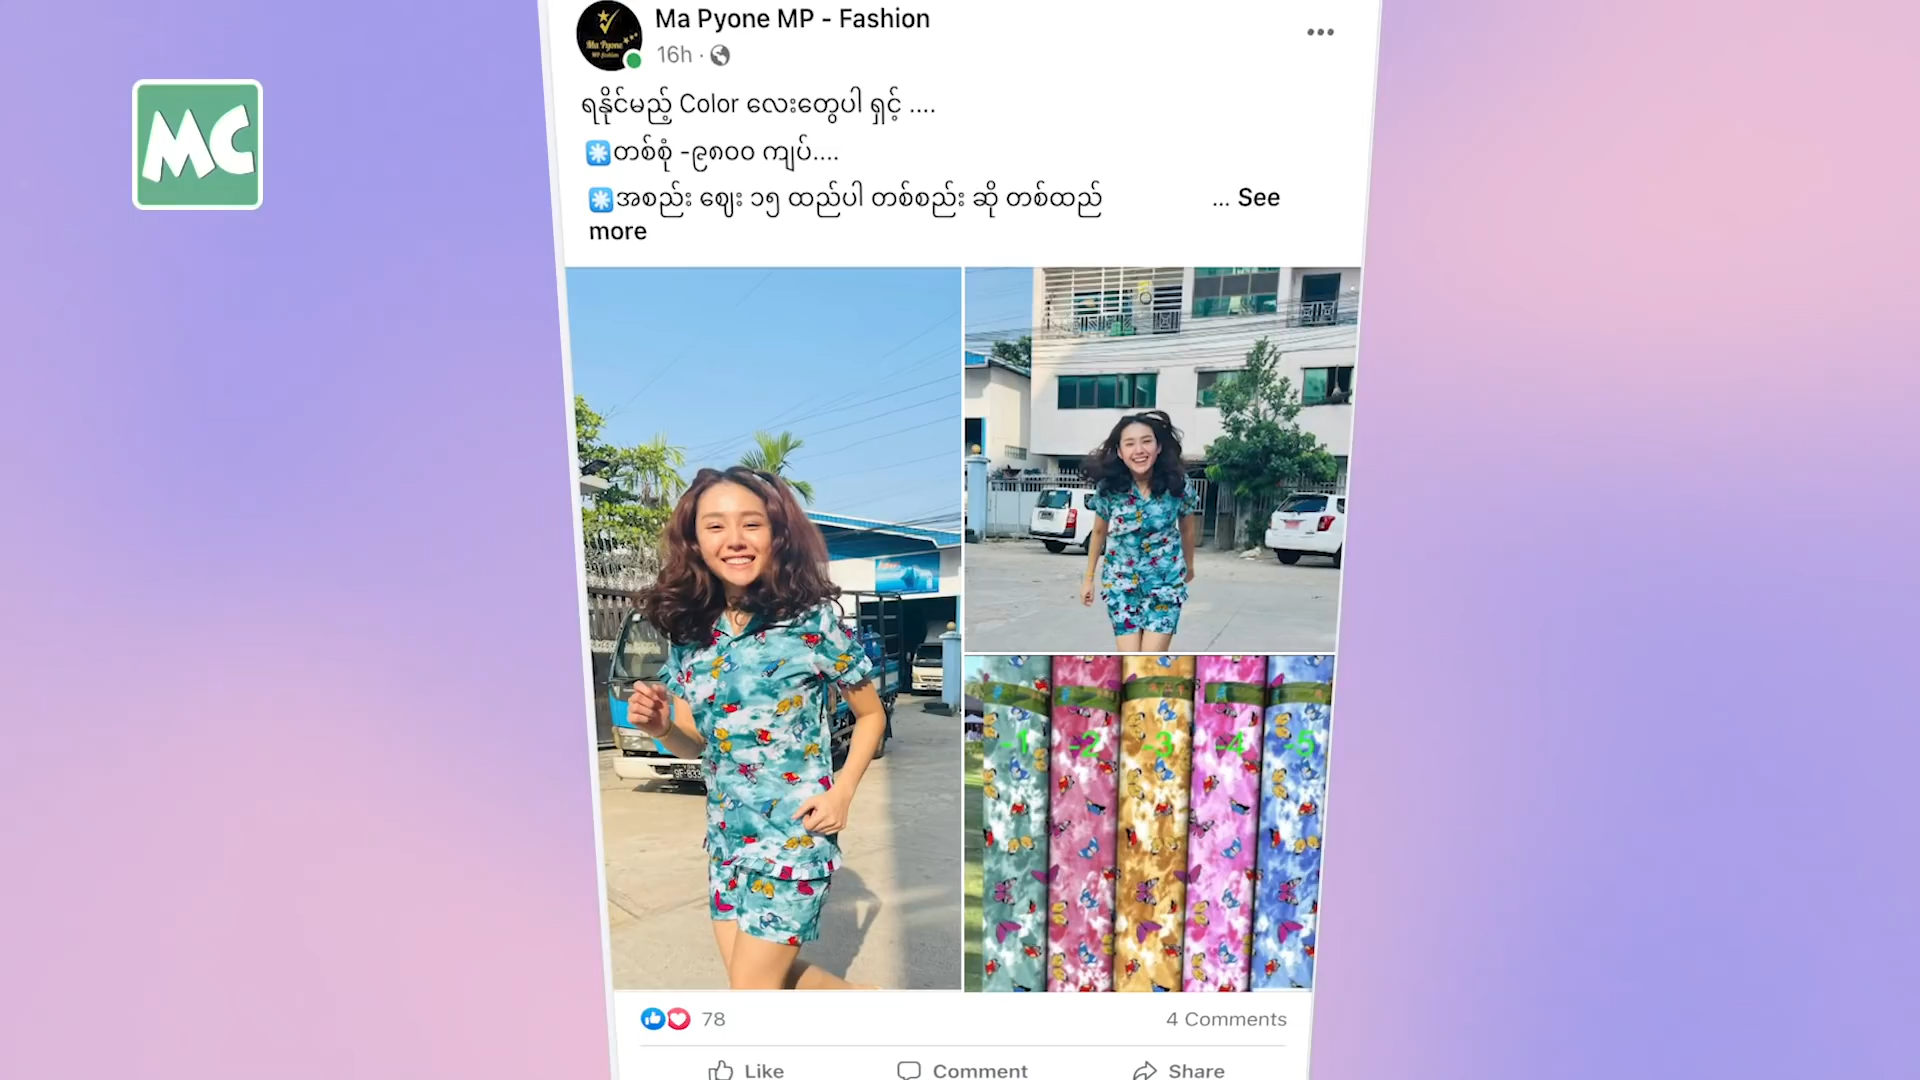 Ma Pyone MP - Fashion
16h
MC
ရနိုင်မည့် Color လေးတွေပါ ရှင့် ....
တစ်စုံ -၉၈၀၀ ကျပ်....
အစည်း ဈေး ၁၅ ထည်ပါ တစ်စည်း ဆို တစ်ထည် ... See
more
-1 -2 -3 -4 -5
78
4 Comments
Like
Comment
Share